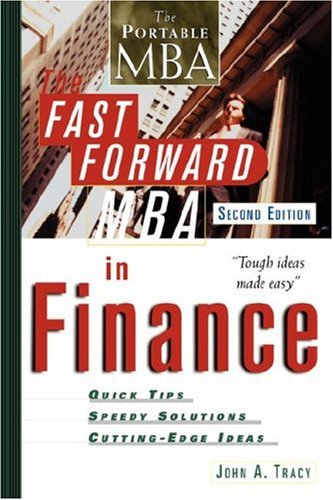 The
PORTABLE
MBA
The
FAST
FORWARD
MBA
SECOND EDITION
in
"Tough ideas
made easy"
Finance
QUICK TIPS
SPEEDY SOLUTIONS
CUTTING-EDGE IDEAS
JOHN A. TRACY